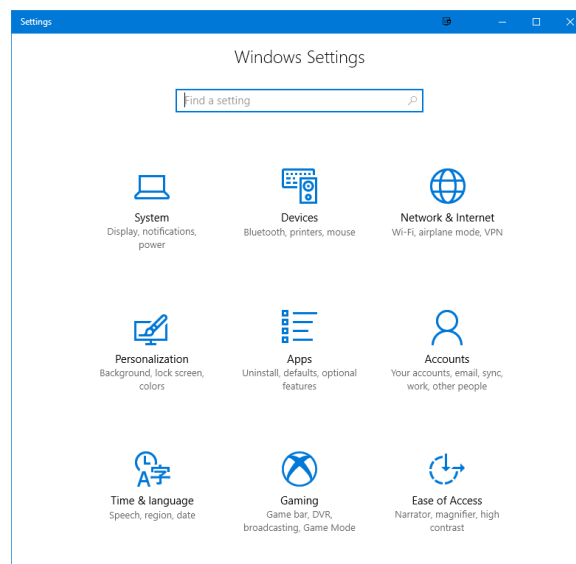 Settings
Windows Settings
Find a setting
System
Display, notifications,
power
Devices
Bluetooth, printers, mouse
Network & Internet
Wi-Fi, airplane mode, VPN
Personalization
Background, lock screen,
colors
Apps
Uninstall, defaults, optional
features
Accounts
Your accounts, email, sync,
work, other people
A字
Time & language
Speech, region, date
Gaming
Game bar, DVR,
broadcasting, Game Mode
Ease of Access
Narrator, magnifier, high
contrast